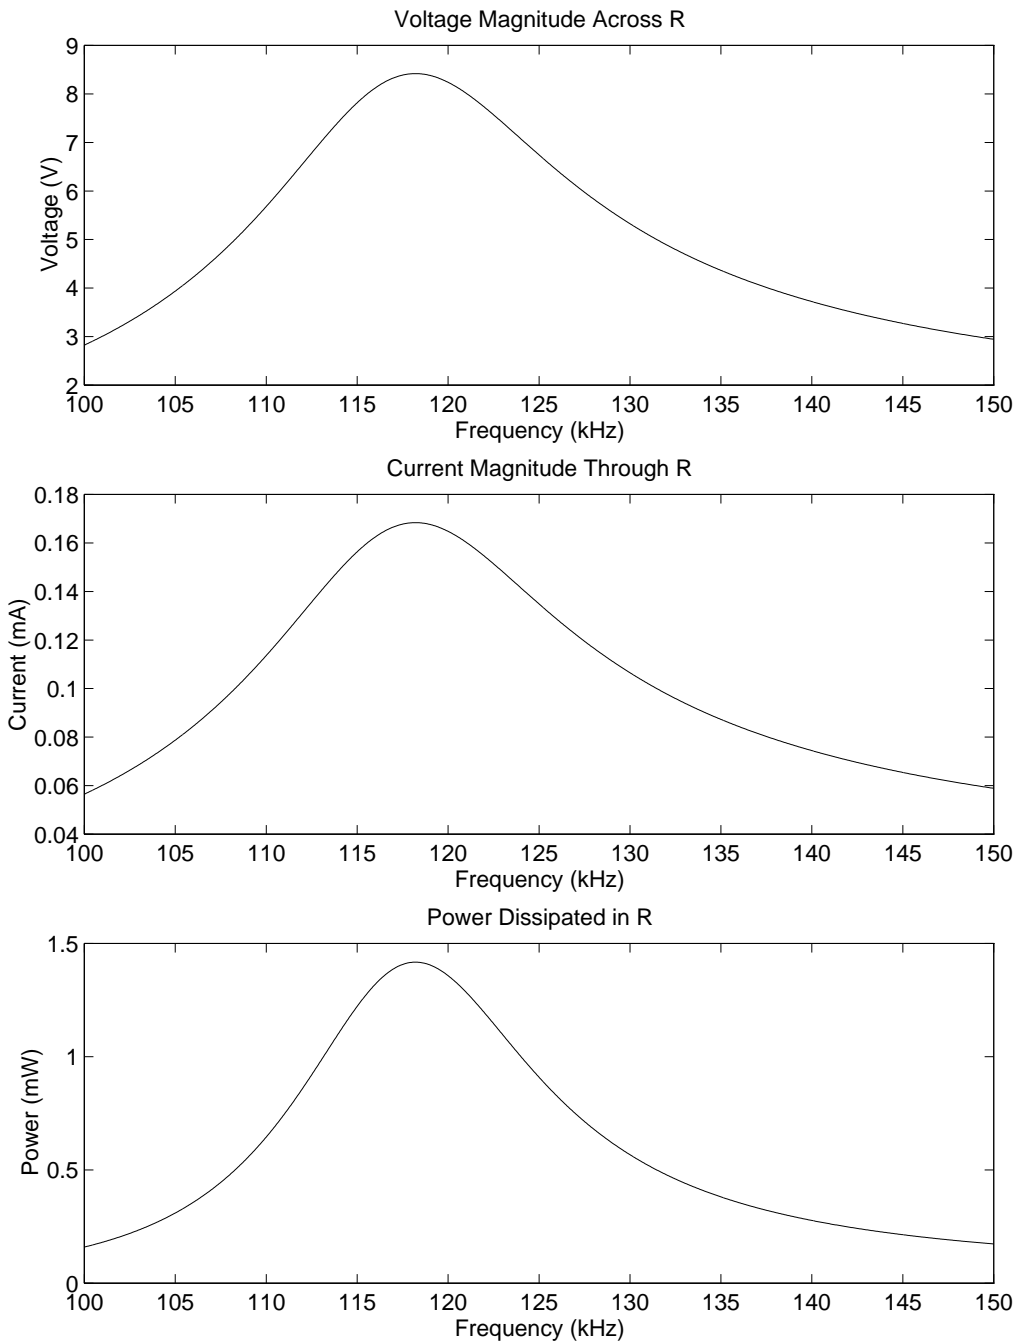 Voltage Magnitude Across R
9
8
7
6
5
4
3
2
Voltage (V)
100 105 110 115 120 125 130 135 140 145 150
Frequency (kHz)
Current Magnitude Through R
0.18
0.16
0.14
0.12
0.1
0.08
0.06
0.04
Current (mA)
100 105 110 115 120 125 130 135 140 145 150
Frequency (kHz)
Power Dissipated in R
1.5
1
0.5
0
Power (mW)
100 105 110 115 120 125 130 135 140 145 150
Frequency (kHz)